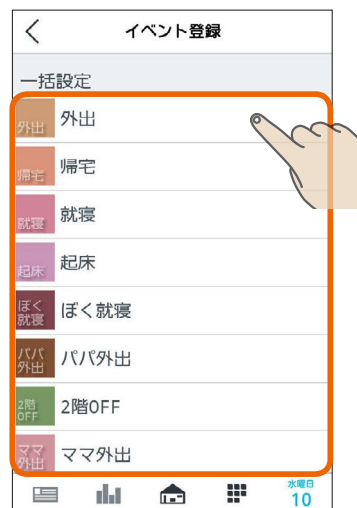 イベント登録
一括設定
外出
外出
帰宅
帰宅
就寝
就寝
起床
起床
ぼく
就寝
ぼく就寝
パパ
外出
パパ外出
2階
OFF
2階OFF
ママ
外出
ママ外出
水曜日
10